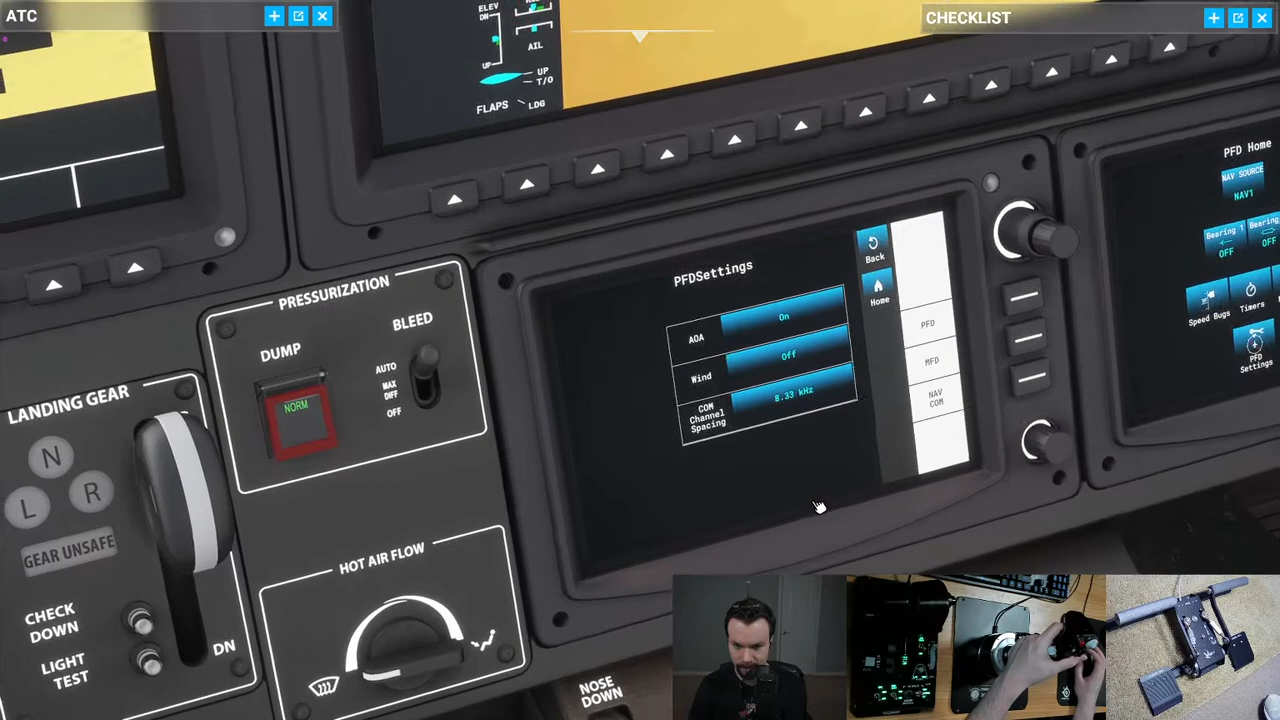 ATC
CHECKLIST
ELEV
DN
UP
AIL
UP
T/O
FLAPS
LDG
PRESSURIZATION
DUMP
NORM
BLEED
AUTO
MAX
DIFF
OFF
LANDING GEAR
N
L
R
GEAR UNSAFE
CHECK
DOWN
LIGHT
TEST
DN
HOT AIR FLOW
NOSE
DOWN
PFDSettings
AOA
On
Wind
Off
COM
Channel
Spacing
8.33 kHz
Back
Home
PFD
MFD
NAV
COM
PFD Home
NAV SOURCE
NAV1
Bearing 1
OFF
Bearing
OFF
Speed Bugs
Timers
PFD
Settings